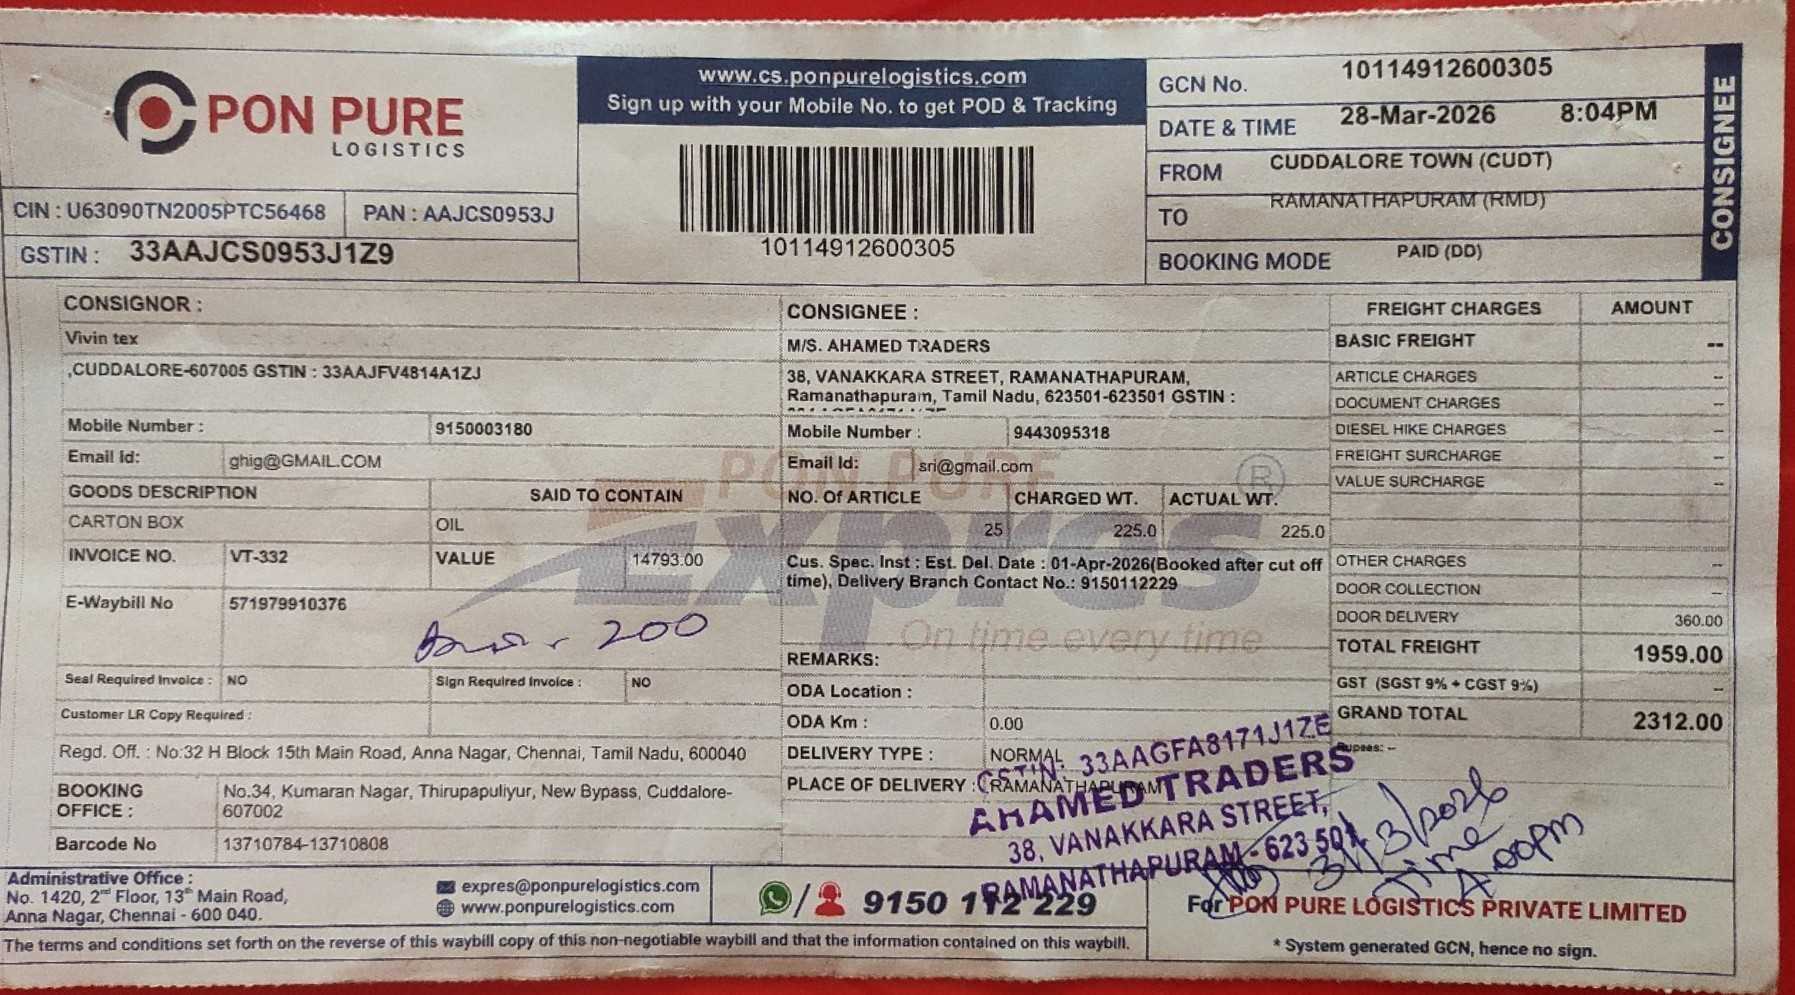 PON PURE
LOGISTICS
CIN : U63090TN2005PTC56468 PAN : AAJCS0953J
GSTIN : 33AAJCS0953J1Z9
www.cs.ponpurelogistics.com
Sign up with your Mobile No. to get POD & Tracking
10114912600305
GCN No. 10114912600305
DATE & TIME 28-Mar-2026 8:04PM
FROM CUDDALORE TOWN (CUDT)
TO RAMANATHAPURAM (RMD)
BOOKING MODE PAID (DD)
CONSIGNEE
CONSIGNOR :
Vivin tex
,CUDDALORE-607005 GSTIN : 33AAJFV4814A1ZJ
Mobile Number : 9150003180
Email Id: ghig@GMAIL.COM
GOODS DESCRIPTION SAID TO CONTAIN
CARTON BOX OIL
INVOICE NO. VT-332 VALUE 14793.00
E-Waybill No 571979910376
200
Seal Required Invoice : NO Sign Required Invoice : NO
Customer LR Copy Required :
Regd. Off. : No:32 H Block 15th Main Road, Anna Nagar, Chennai, Tamil Nadu, 600040
BOOKING OFFICE : No.34, Kumaran Nagar, Thirupapuliyur, New Bypass, Cuddalore-
607002
Barcode No 13710784-13710808
CONSIGNEE :
M/S. AHAMED TRADERS
38, VANAKKARA STREET, RAMANATHAPURAM,
Ramanathapuram, Tamil Nadu, 623501-623501 GSTIN :
Mobile Number : 9443095318
Email Id: sri@gmail.com
NO. Of ARTICLE CHARGED WT. ACTUAL WT.
25 225.0 225.0
Cus. Spec. Inst : Est. Del. Date : 01-Apr-2026(Booked after cut off
time), Delivery Branch Contact No.: 9150112229
REMARKS:
ODA Location :
ODA Km : 0.00
DELIVERY TYPE : NORMAL
PLACE OF DELIVERY : RAMANATHAPURAM
PON PURE
Expres ®
On time every time
FREIGHT CHARGES AMOUNT
BASIC FREIGHT --
ARTICLE CHARGES --
DOCUMENT CHARGES --
DIESEL HIKE CHARGES --
FREIGHT SURCHARGE --
VALUE SURCHARGE --
OTHER CHARGES --
DOOR COLLECTION --
DOOR DELIVERY 360.00
TOTAL FREIGHT 1959.00
GST (SGST 9% + CGST 9%) --
GRAND TOTAL 2312.00
Rupees: --
GSTIN: 33AAGFA8171J1ZE
AHAMED TRADERS
38, VANAKKARA STREET,
RAMANATHAPURAM - 623 501
31/3/2026
Time
4.00pm
Administrative Office :
No. 1420, 2nd Floor, 13th Main Road,
Anna Nagar, Chennai - 600 040.
expres@ponpurelogistics.com
www.ponpurelogistics.com
/ 9150 112 229
For PON PURE LOGISTICS PRIVATE LIMITED
* System generated GCN, hence no sign.
The terms and conditions set forth on the reverse of this waybill copy of this non-negotiable waybill and that the information contained on this waybill.